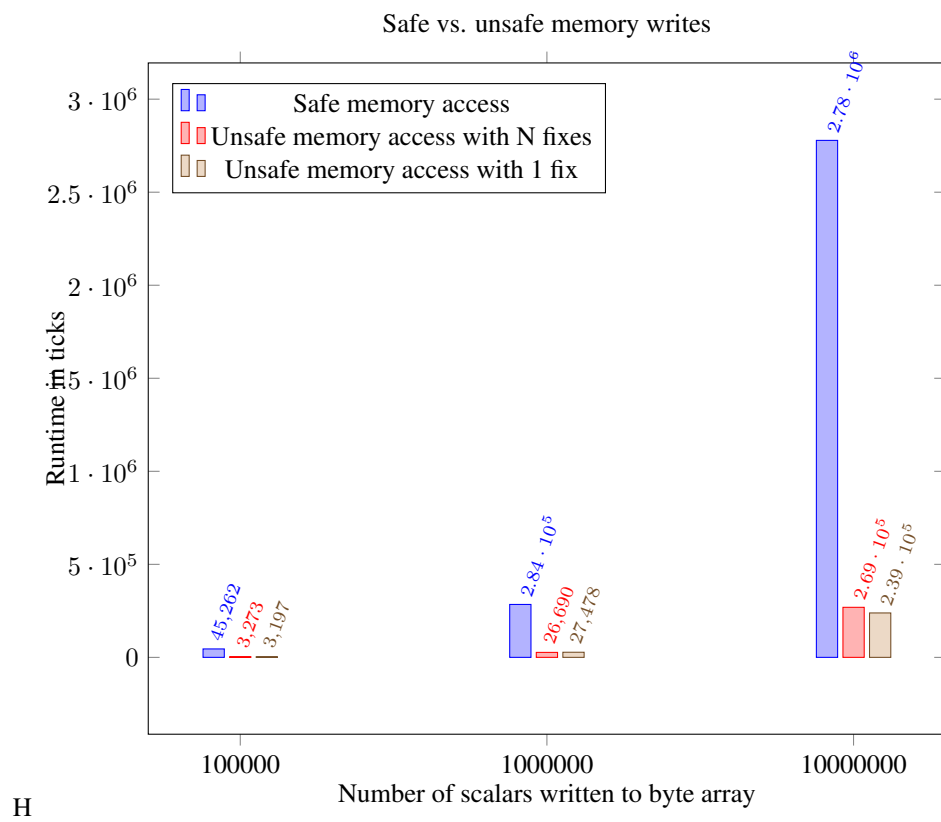 Safe vs. unsafe memory writes
Safe memory access
Unsafe memory access with N fixes
Unsafe memory access with 1 fix
3 · 10^6
2.5 · 10^6
2 · 10^6
1.5 · 10^6
1 · 10^6
5 · 10^5
0
Runtime in ticks
45,262
3,273
3,197
2.84 · 10^5
26,690
27,478
2.78 · 10^6
2.69 · 10^5
2.39 · 10^5
100000
1000000
10000000
Number of scalars written to byte array
H